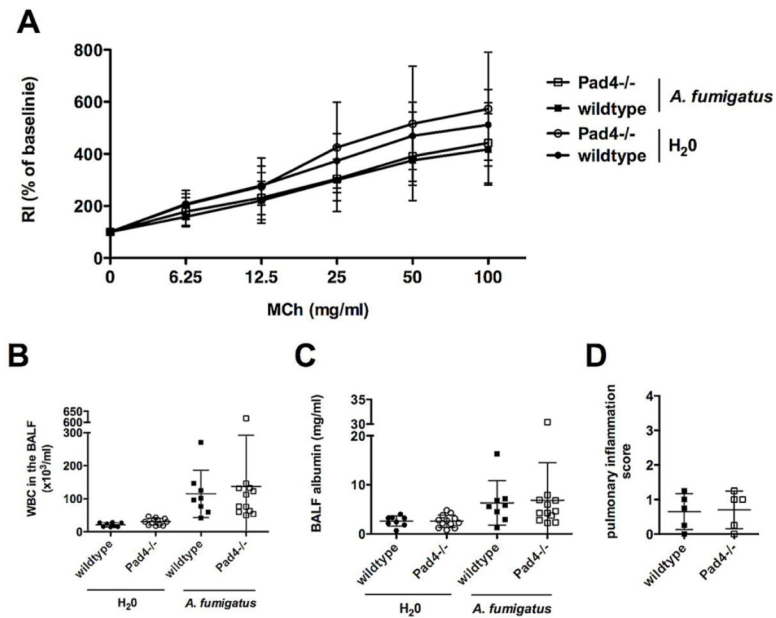 A
RI (% of baselinie)
800
600
400
200
0
0 6.25 12.5 25 50 100
MCh (mg/ml)
Pad4-/-
wildtype
A. fumigatus
Pad4-/-
wildtype
H20
B
WBC in the BALF
(x10³/ml)
650
600
300
200
100
0
wildtype
Pad4-/-
wildtype
Pad4-/-
H20
A. fumigatus
C
BALF albumin (mg/ml)
35
30
20
10
0
wildtype
Pad4-/-
wildtype
Pad4-/-
H20
A. fumigatus
D
pulmonary inflammation
score
4
3
2
1
0
wildtype
Pad4-/-